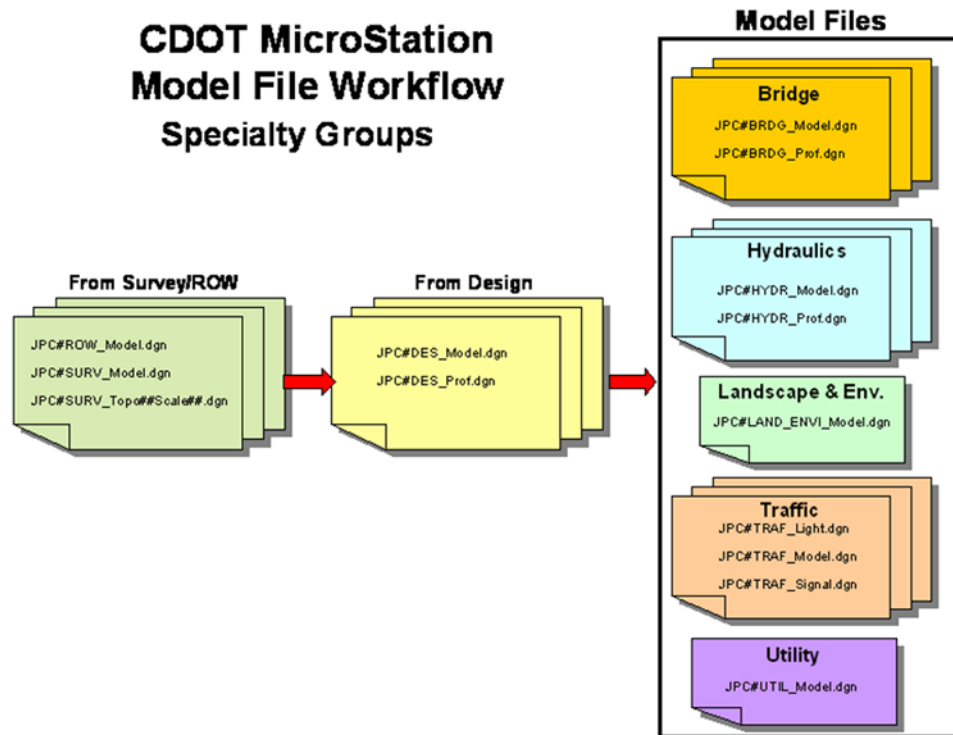 CDOT MicroStation
Model File Workflow
Specialty Groups
From Survey/ROW
JPC#ROW_Model.dgn
JPC#SURV_Model.dgn
JPC#SURV_Topo##Scale##.dgn
From Design
JPC#DES_Model.dgn
JPC#DES_Prof.dgn
Model Files
Bridge
JPC#BRDG_Model.dgn
JPC#BRDG_Prof.dgn
Hydraulics
JPC#HYDR_Model.dgn
JPC#HYDR_Prof.dgn
Landscape & Env.
JPC#LAND_ENVI_Model.dgn
Traffic
JPC#TRAF_Light.dgn
JPC#TRAF_Model.dgn
JPC#TRAF_Signal.dgn
Utility
JPC#UTIL_Model.dgn